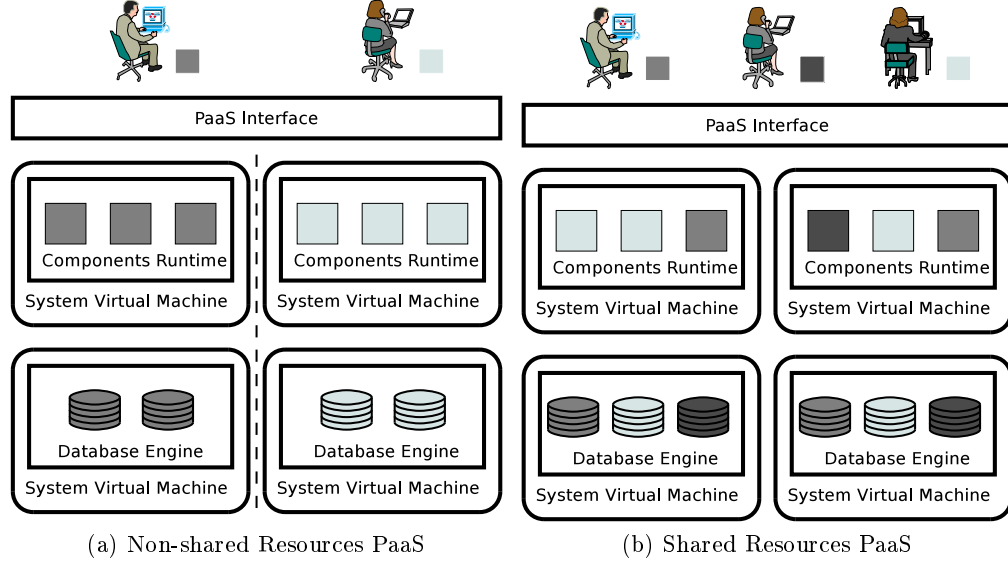 PaaS Interface
Components Runtime
System Virtual Machine
Components Runtime
System Virtual Machine
Database Engine
System Virtual Machine
Database Engine
System Virtual Machine
(a) Non-shared Resources PaaS
PaaS Interface
Components Runtime
System Virtual Machine
Components Runtime
System Virtual Machine
Database Engine
System Virtual Machine
Database Engine
System Virtual Machine
(b) Shared Resources PaaS